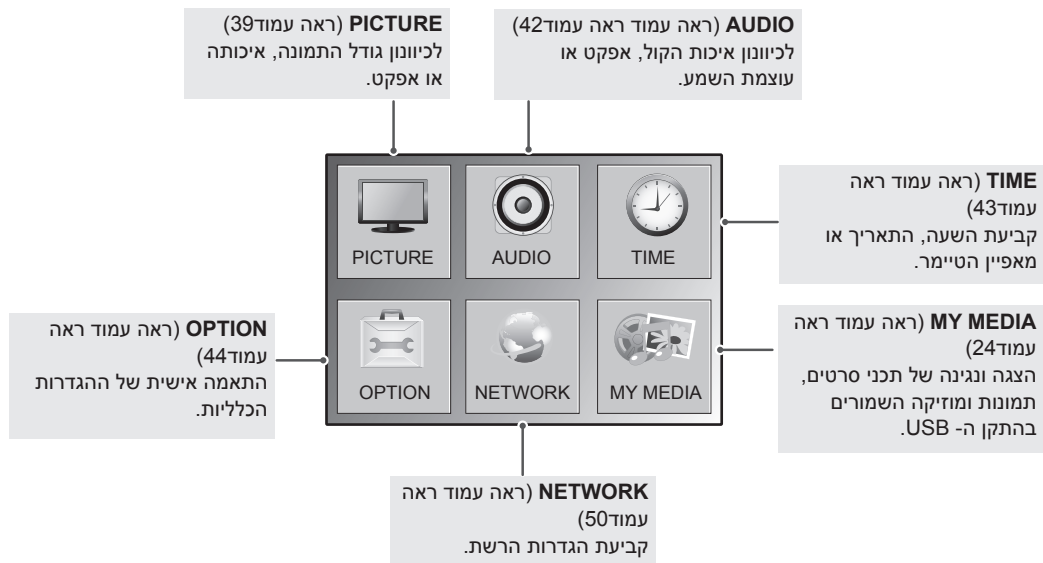 PICTURE (ראה עמוד39)
לכיוונון גודל התמונה, איכותה
או אפקט.
AUDIO (ראה עמוד ראה עמוד42)
לכיוונון איכות הקול, אפקט או
עוצמת השמע.
PICTURE
AUDIO
TIME
TIME (ראה עמוד ראה
עמוד43)
קביעת השעה, התאריך או
מאפיין הטיימר.
OPTION (ראה עמוד ראה
עמוד44)
התאמה אישית של ההגדרות
הכלליות.
OPTION
NETWORK
MY MEDIA
MY MEDIA (ראה עמוד ראה
עמוד24)
הצגה ונגינה של תכני סרטים,
תמונות ומוזיקה השמורים
בהתקן ה- USB.
NETWORK (ראה עמוד ראה
עמוד50)
קביעת הגדרות הרשת.